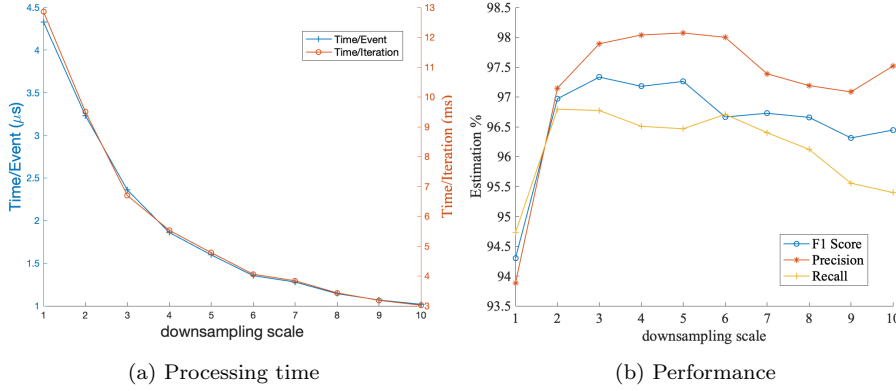 4.5
4
3.5
3
2.5
2
1.5
1
Time/Event (μs)
13
12
11
10
9
8
7
6
5
4
3
Time/Iteration (ms)
Time/Event
Time/Iteration
1 2 3 4 5 6 7 8 9 10
downsampling scale
(a) Processing time
98.5
98
97.5
97
96.5
96
95.5
95
94.5
94
93.5
Estimation %
F1 Score
Precision
Recall
1 2 3 4 5 6 7 8 9 10
downsampling scale
(b) Performance